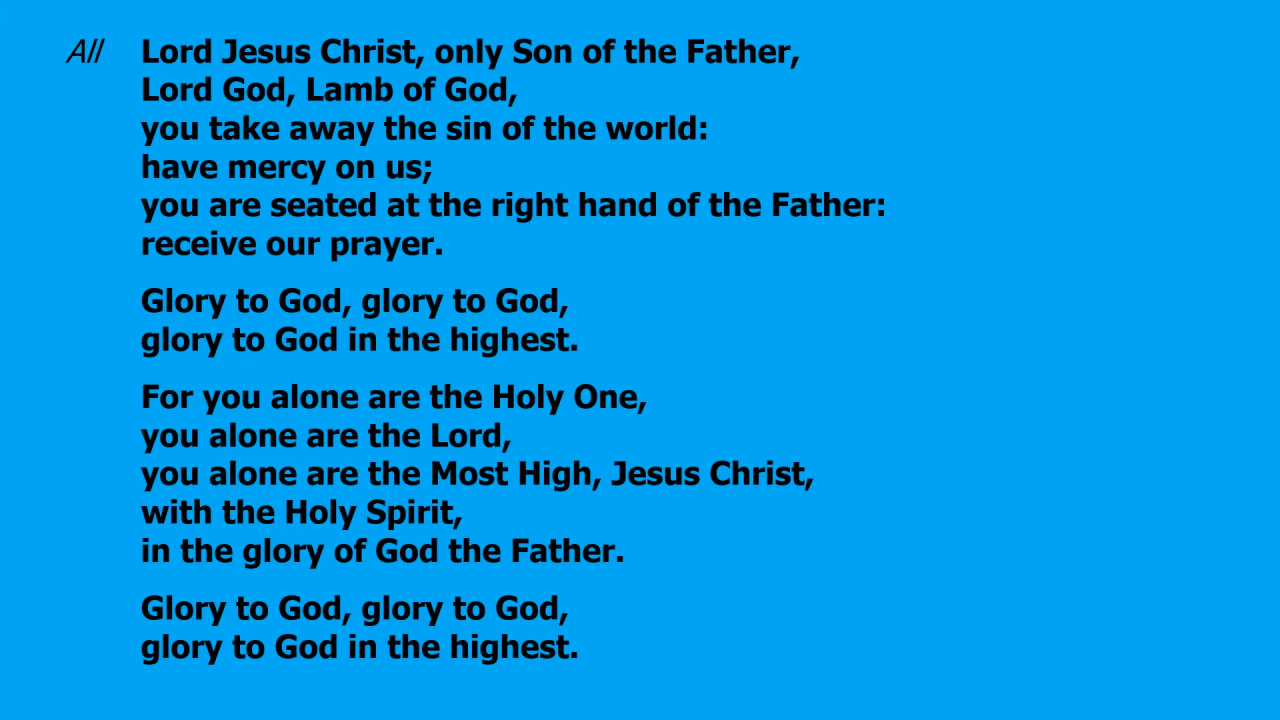 All Lord Jesus Christ, only Son of the Father,
Lord God, Lamb of God,
you take away the sin of the world:
have mercy on us;
you are seated at the right hand of the Father:
receive our prayer.
Glory to God, glory to God,
glory to God in the highest.
For you alone are the Holy One,
you alone are the Lord,
you alone are the Most High, Jesus Christ,
with the Holy Spirit,
in the glory of God the Father.
Glory to God, glory to God,
glory to God in the highest.